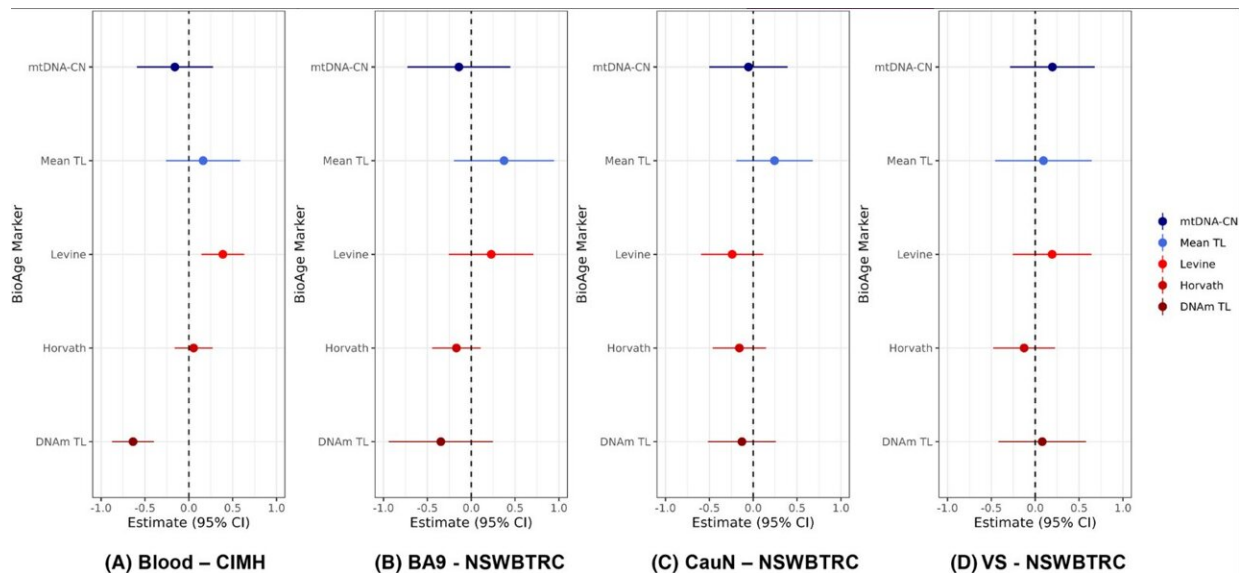 BioAge Marker
mtDNA-CN
Mean TL
Levine
Horvath
DNAm TL
-1.0 -0.5 0.0 0.5 1.0
Estimate (95% CI)
(A) Blood – CIMH
BioAge Marker
mtDNA-CN
Mean TL
Levine
Horvath
DNAm TL
-1.0 -0.5 0.0 0.5 1.0
Estimate (95% CI)
(B) BA9 - NSWBTRC
BioAge Marker
mtDNA-CN
Mean TL
Levine
Horvath
DNAm TL
-1.0 -0.5 0.0 0.5 1.0
Estimate (95% CI)
(C) CauN – NSWBTRC
BioAge Marker
mtDNA-CN
Mean TL
Levine
Horvath
DNAm TL
-1.0 -0.5 0.0 0.5 1.0
Estimate (95% CI)
(D) VS - NSWBTRC
mtDNA-CN
Mean TL
Levine
Horvath
DNAm TL